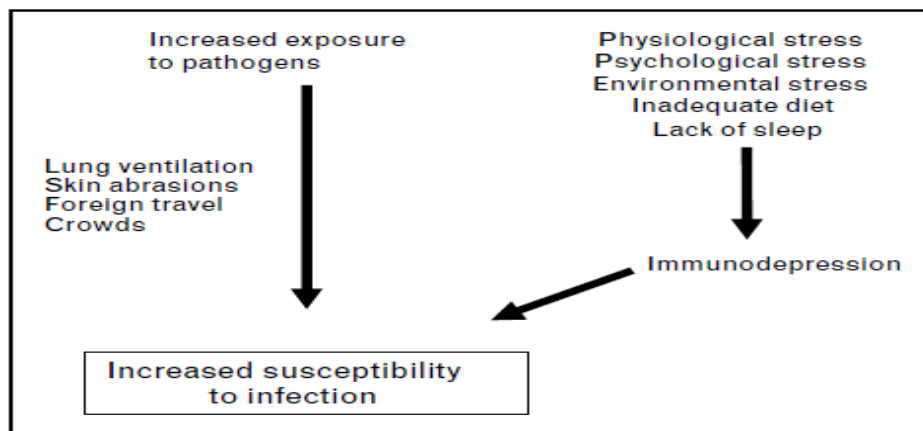 Increased exposure
to pathogens
Physiological stress
Psychological stress
Environmental stress
Inadequate diet
Lack of sleep
Lung ventilation
Skin abrasions
Foreign travel
Crowds
Immunodepression
Increased susceptibility
to infection